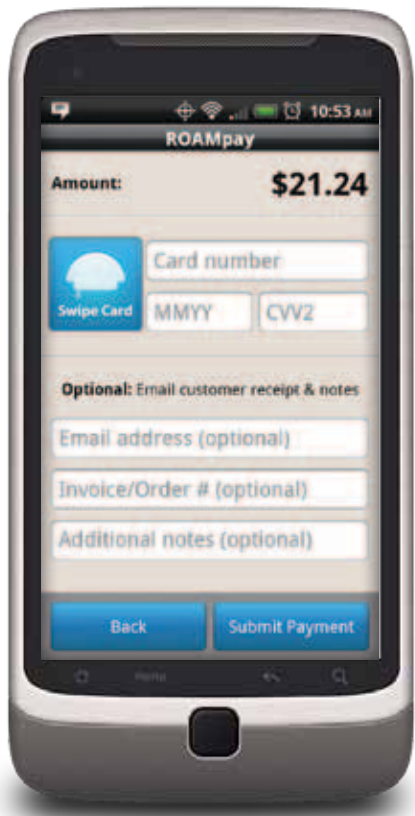 10:53 AM
ROAMpay
Amount: $21.24
Card number
Swipe Card
MMYY CVV2
Optional: Email customer receipt & notes
Email address (optional)
Invoice/Order # (optional)
Additional notes (optional)
Back Submit Payment
menu